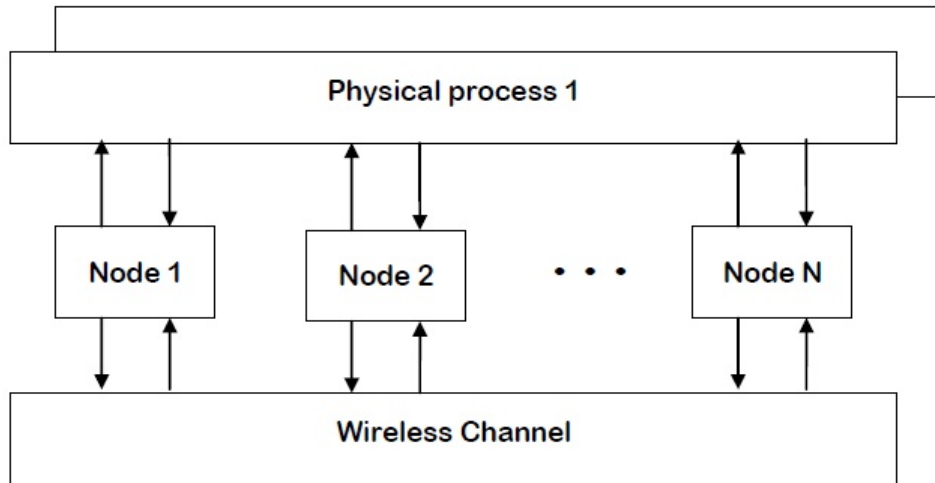 Physical process 1
Node 1
Node 2
• • •
Node N
Wireless Channel